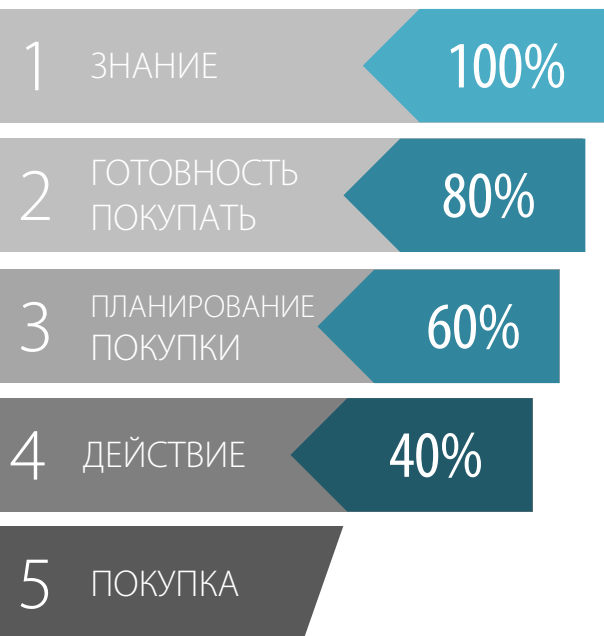 1 ЗНАНИЕ 100%
2 ГОТОВНОСТЬ
ПОКУПАТЬ 80%
3 ПЛАНИРОВАНИЕ
ПОКУПКИ 60%
4 ДЕЙСТВИЕ 40%
5 ПОКУПКА